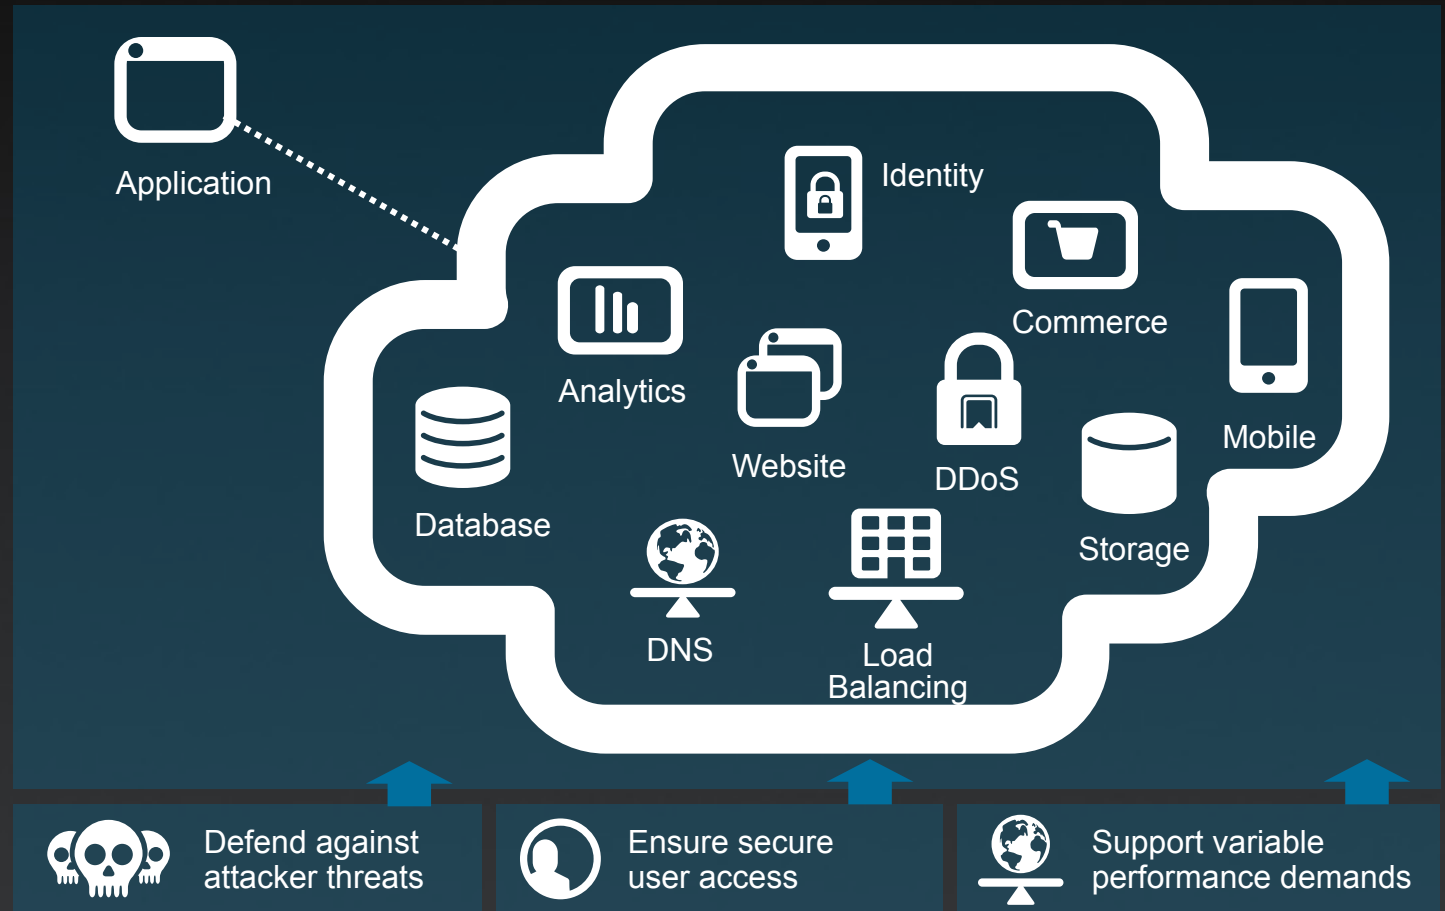 Application
Identity
Commerce
Analytics
Mobile
Website
DDoS
Database
Storage
DNS
Load
Balancing
Defend against
attacker threats
Ensure secure
user access
Support variable
performance demands